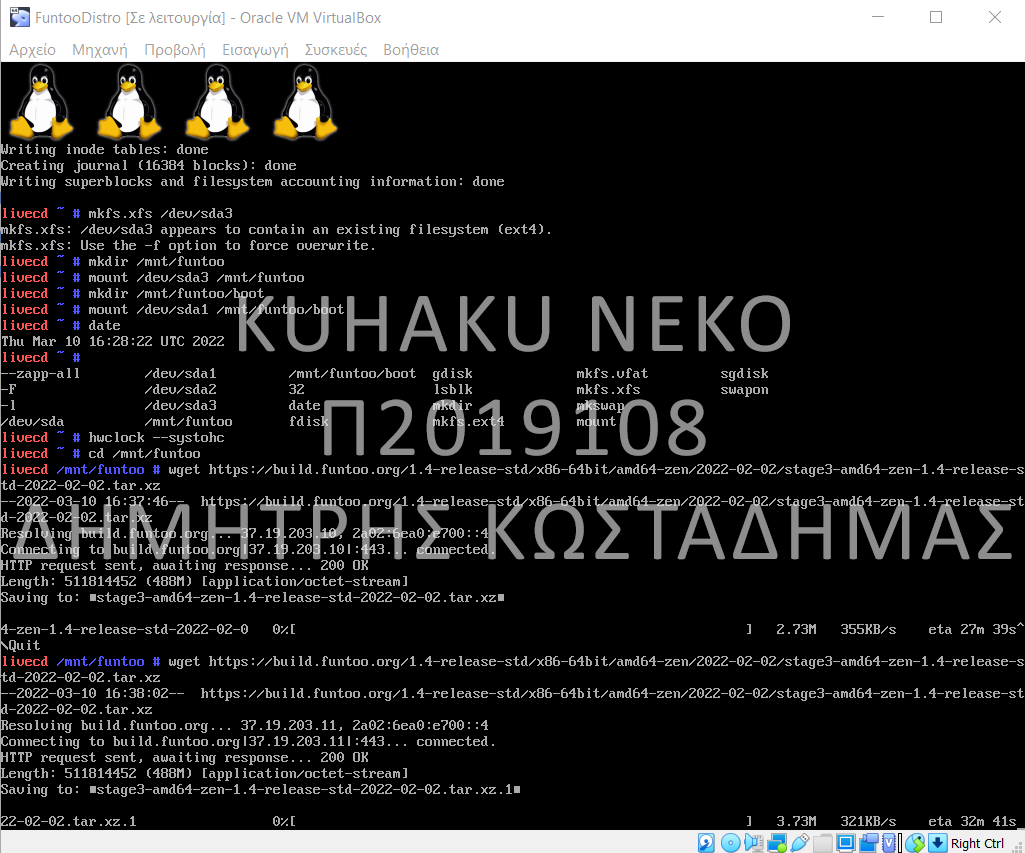 FuntooDistro [Σε λειτουργία] - Oracle VM VirtualBox
Αρχείο Μηχανή Προβολή Εισαγωγή Συσκευές Βοήθεια
Writing inode tables: done
Creating journal (16384 blocks): done
Writing superblocks and filesystem accounting information: done
livecd ~ # mkfs.xfs /dev/sda3
mkfs.xfs: /dev/sda3 appears to contain an existing filesystem (ext4).
mkfs.xfs: Use the -f option to force overwrite.
livecd ~ # mkdir /mnt/funtoo
livecd ~ # mount /dev/sda3 /mnt/funtoo
livecd ~ # mkdir /mnt/funtoo/boot
livecd ~ # mount /dev/sda1 /mnt/funtoo/boot
livecd ~ # date
Thu Mar 10 16:28:22 UTC 2022
livecd ~ #
--zapp-all /dev/sda1 /mnt/funtoo/boot gdisk mkfs.vfat sgdisk
-F /dev/sda2 32 lsblk mkfs.xfs swapon
-l /dev/sda3 date mkdir mkswap
/dev/sda /mnt/funtoo fdisk mkfs.ext4 mount
livecd ~ # hwclock --systohc
livecd ~ # cd /mnt/funtoo
livecd /mnt/funtoo # wget https://build.funtoo.org/1.4-release-std/x86-64bit/amd64-zen/2022-02-02/stage3-amd64-zen-1.4-release-s
td-2022-02-02.tar.xz
--2022-03-10 16:37:46-- https://build.funtoo.org/1.4-release-std/x86-64bit/amd64-zen/2022-02-02/stage3-amd64-zen-1.4-release-st
d-2022-02-02.tar.xz
Resolving build.funtoo.org... 37.19.203.10, 2a02:6ea0:e700::4
Connecting to build.funtoo.org|37.19.203.10|:443... connected.
HTTP request sent, awaiting response... 200 OK
Length: 511814452 (488M) [application/octet-stream]
Saving to: ■stage3-amd64-zen-1.4-release-std-2022-02-02.tar.xz■
4-zen-1.4-release-std-2022-02-0 0%[ ] 2.73M 355KB/s eta 27m 39s^
\Quit
livecd /mnt/funtoo # wget https://build.funtoo.org/1.4-release-std/x86-64bit/amd64-zen/2022-02-02/stage3-amd64-zen-1.4-release-s
td-2022-02-02.tar.xz
--2022-03-10 16:38:02-- https://build.funtoo.org/1.4-release-std/x86-64bit/amd64-zen/2022-02-02/stage3-amd64-zen-1.4-release-st
d-2022-02-02.tar.xz
Resolving build.funtoo.org... 37.19.203.11, 2a02:6ea0:e700::4
Connecting to build.funtoo.org|37.19.203.11|:443... connected.
HTTP request sent, awaiting response... 200 OK
Length: 511814452 (488M) [application/octet-stream]
Saving to: ■stage3-amd64-zen-1.4-release-std-2022-02-02.tar.xz.1■
22-02-02.tar.xz.1 0%[ ] 3.73M 321KB/s eta 32m 41s
KUHAKU NEKO
Π2019108
ΔΗΜΗΤΡΗΣ ΚΩΣΤΑΔΗΜΑΣ
Right Ctrl